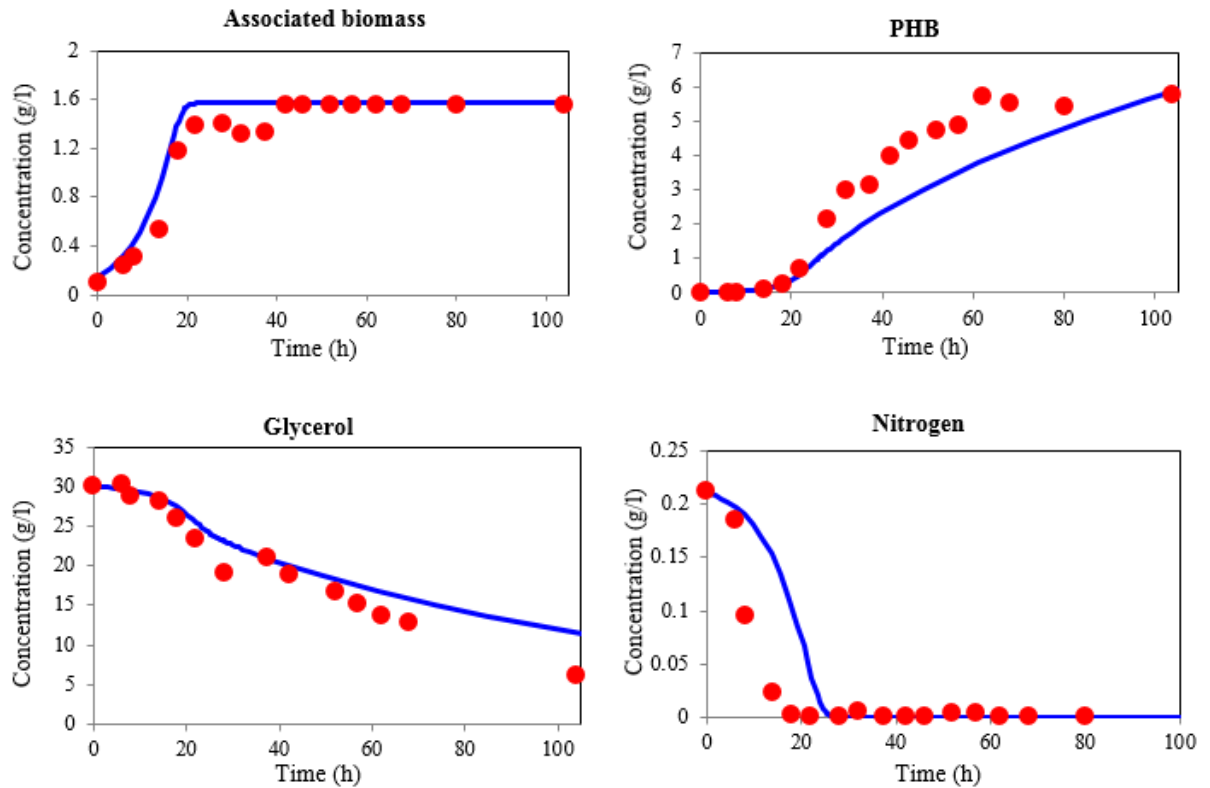 Associated biomass
Concentration (g/l)
2
1.6
1.2
0.8
0.4
0
0 20 40 60 80 100
Time (h)
PHB
Concentration (g/l)
7
6
5
4
3
2
1
0
0 20 40 60 80 100
Time (h)
Glycerol
Concentration (g/l)
35
30
25
20
15
10
5
0
0 20 40 60 80 100
Time (h)
Nitrogen
Concentration (g/l)
0.25
0.2
0.15
0.1
0.05
0
0 20 40 60 80 100
Time (h)